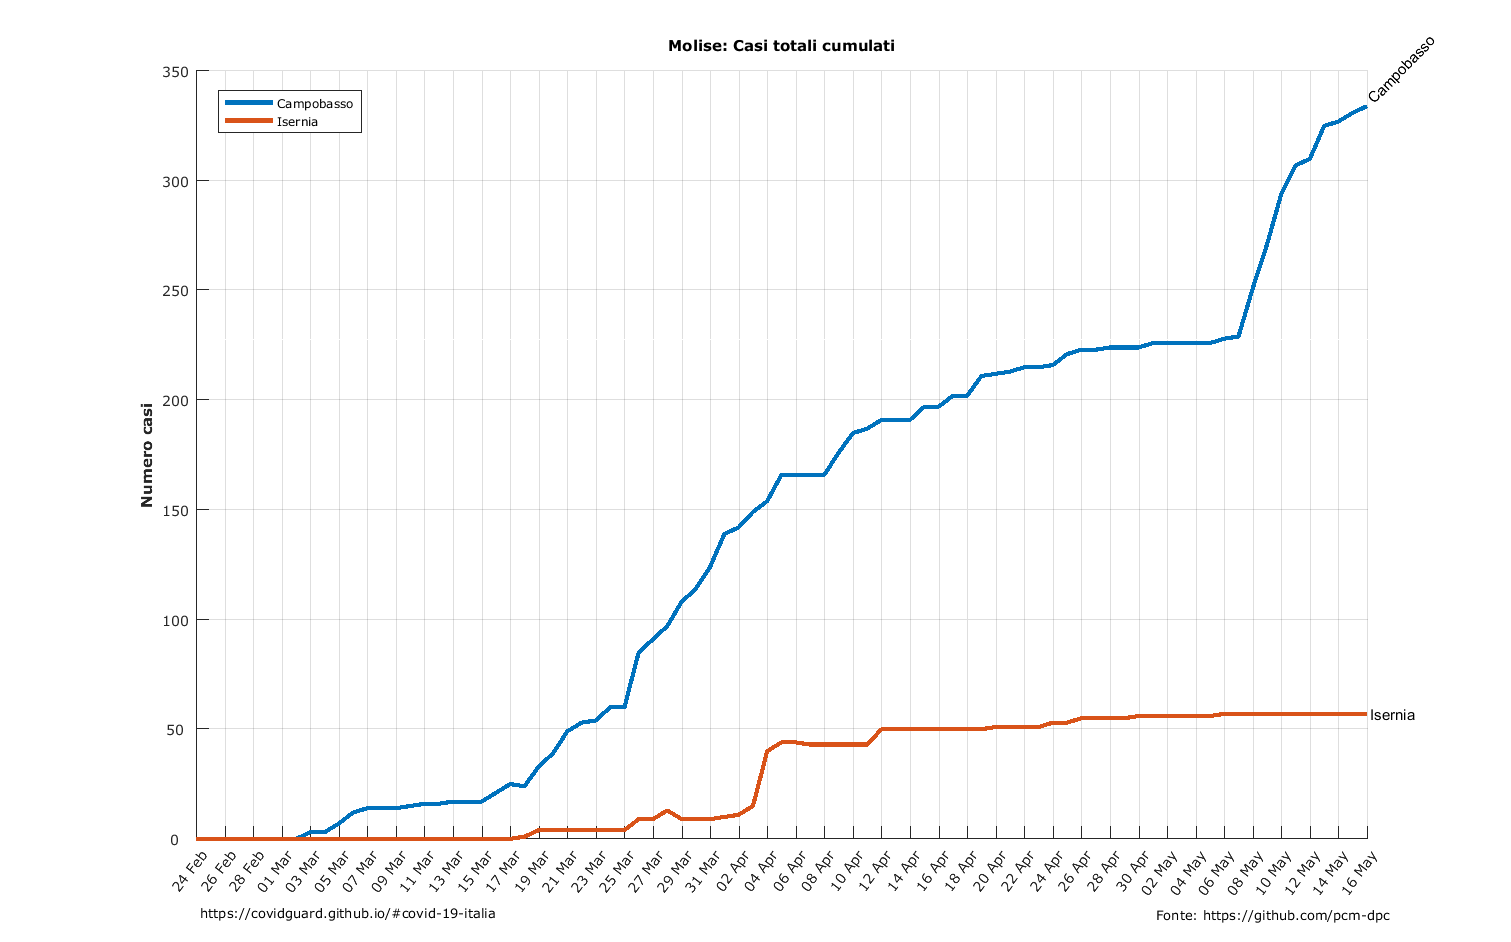 Molise: Casi totali cumulati
Campobasso
Isernia
Campobasso
Isernia
Numero casi
350
300
250
200
150
100
50
0
24 Feb
26 Feb
28 Feb
01 Mar
03 Mar
05 Mar
07 Mar
09 Mar
11 Mar
13 Mar
15 Mar
17 Mar
19 Mar
21 Mar
23 Mar
25 Mar
27 Mar
29 Mar
31 Mar
02 Apr
04 Apr
06 Apr
08 Apr
10 Apr
12 Apr
14 Apr
16 Apr
18 Apr
20 Apr
22 Apr
24 Apr
26 Apr
28 Apr
30 Apr
02 May
04 May
06 May
08 May
10 May
12 May
14 May
16 May
https://covidguard.github.io/#covid-19-italia
Fonte: https://github.com/pcm-dpc